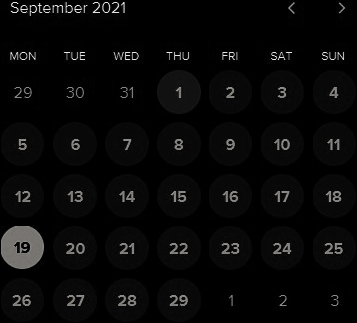 September 2021
MON TUE WED THU FRI SAT SUN
29 30 31 1 2 3 4
5 6 7 8 9 10 11
12 13 14 15 16 17 18
19 20 21 22 23 24 25
26 27 28 29 1 2 3